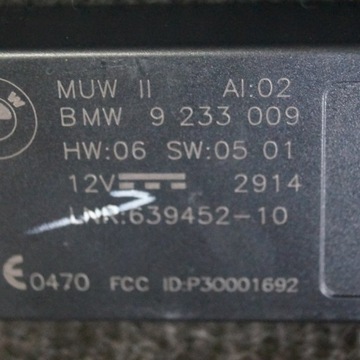 W
MUW II AI:02
BMW 9 233 009
HW:06 SW:05 01
12V 2914
LNR:639452-10
CE 0470 FCC ID:P30001692